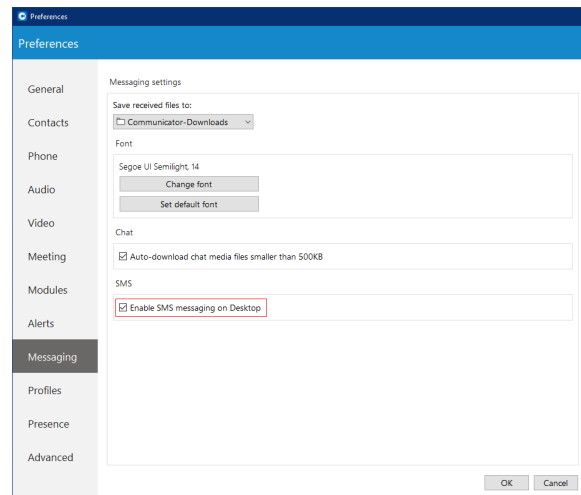 Preferences
Preferences
General
Contacts
Phone
Audio
Video
Meeting
Modules
Alerts
Messaging
Profiles
Presence
Advanced
Messaging settings
Save received files to:
Communicator-Downloads
Font
Segoe UI Semilight, 14
Change font
Set default font
Chat
Auto-download chat media files smaller than 500KB
SMS
Enable SMS messaging on Desktop
OK
Cancel